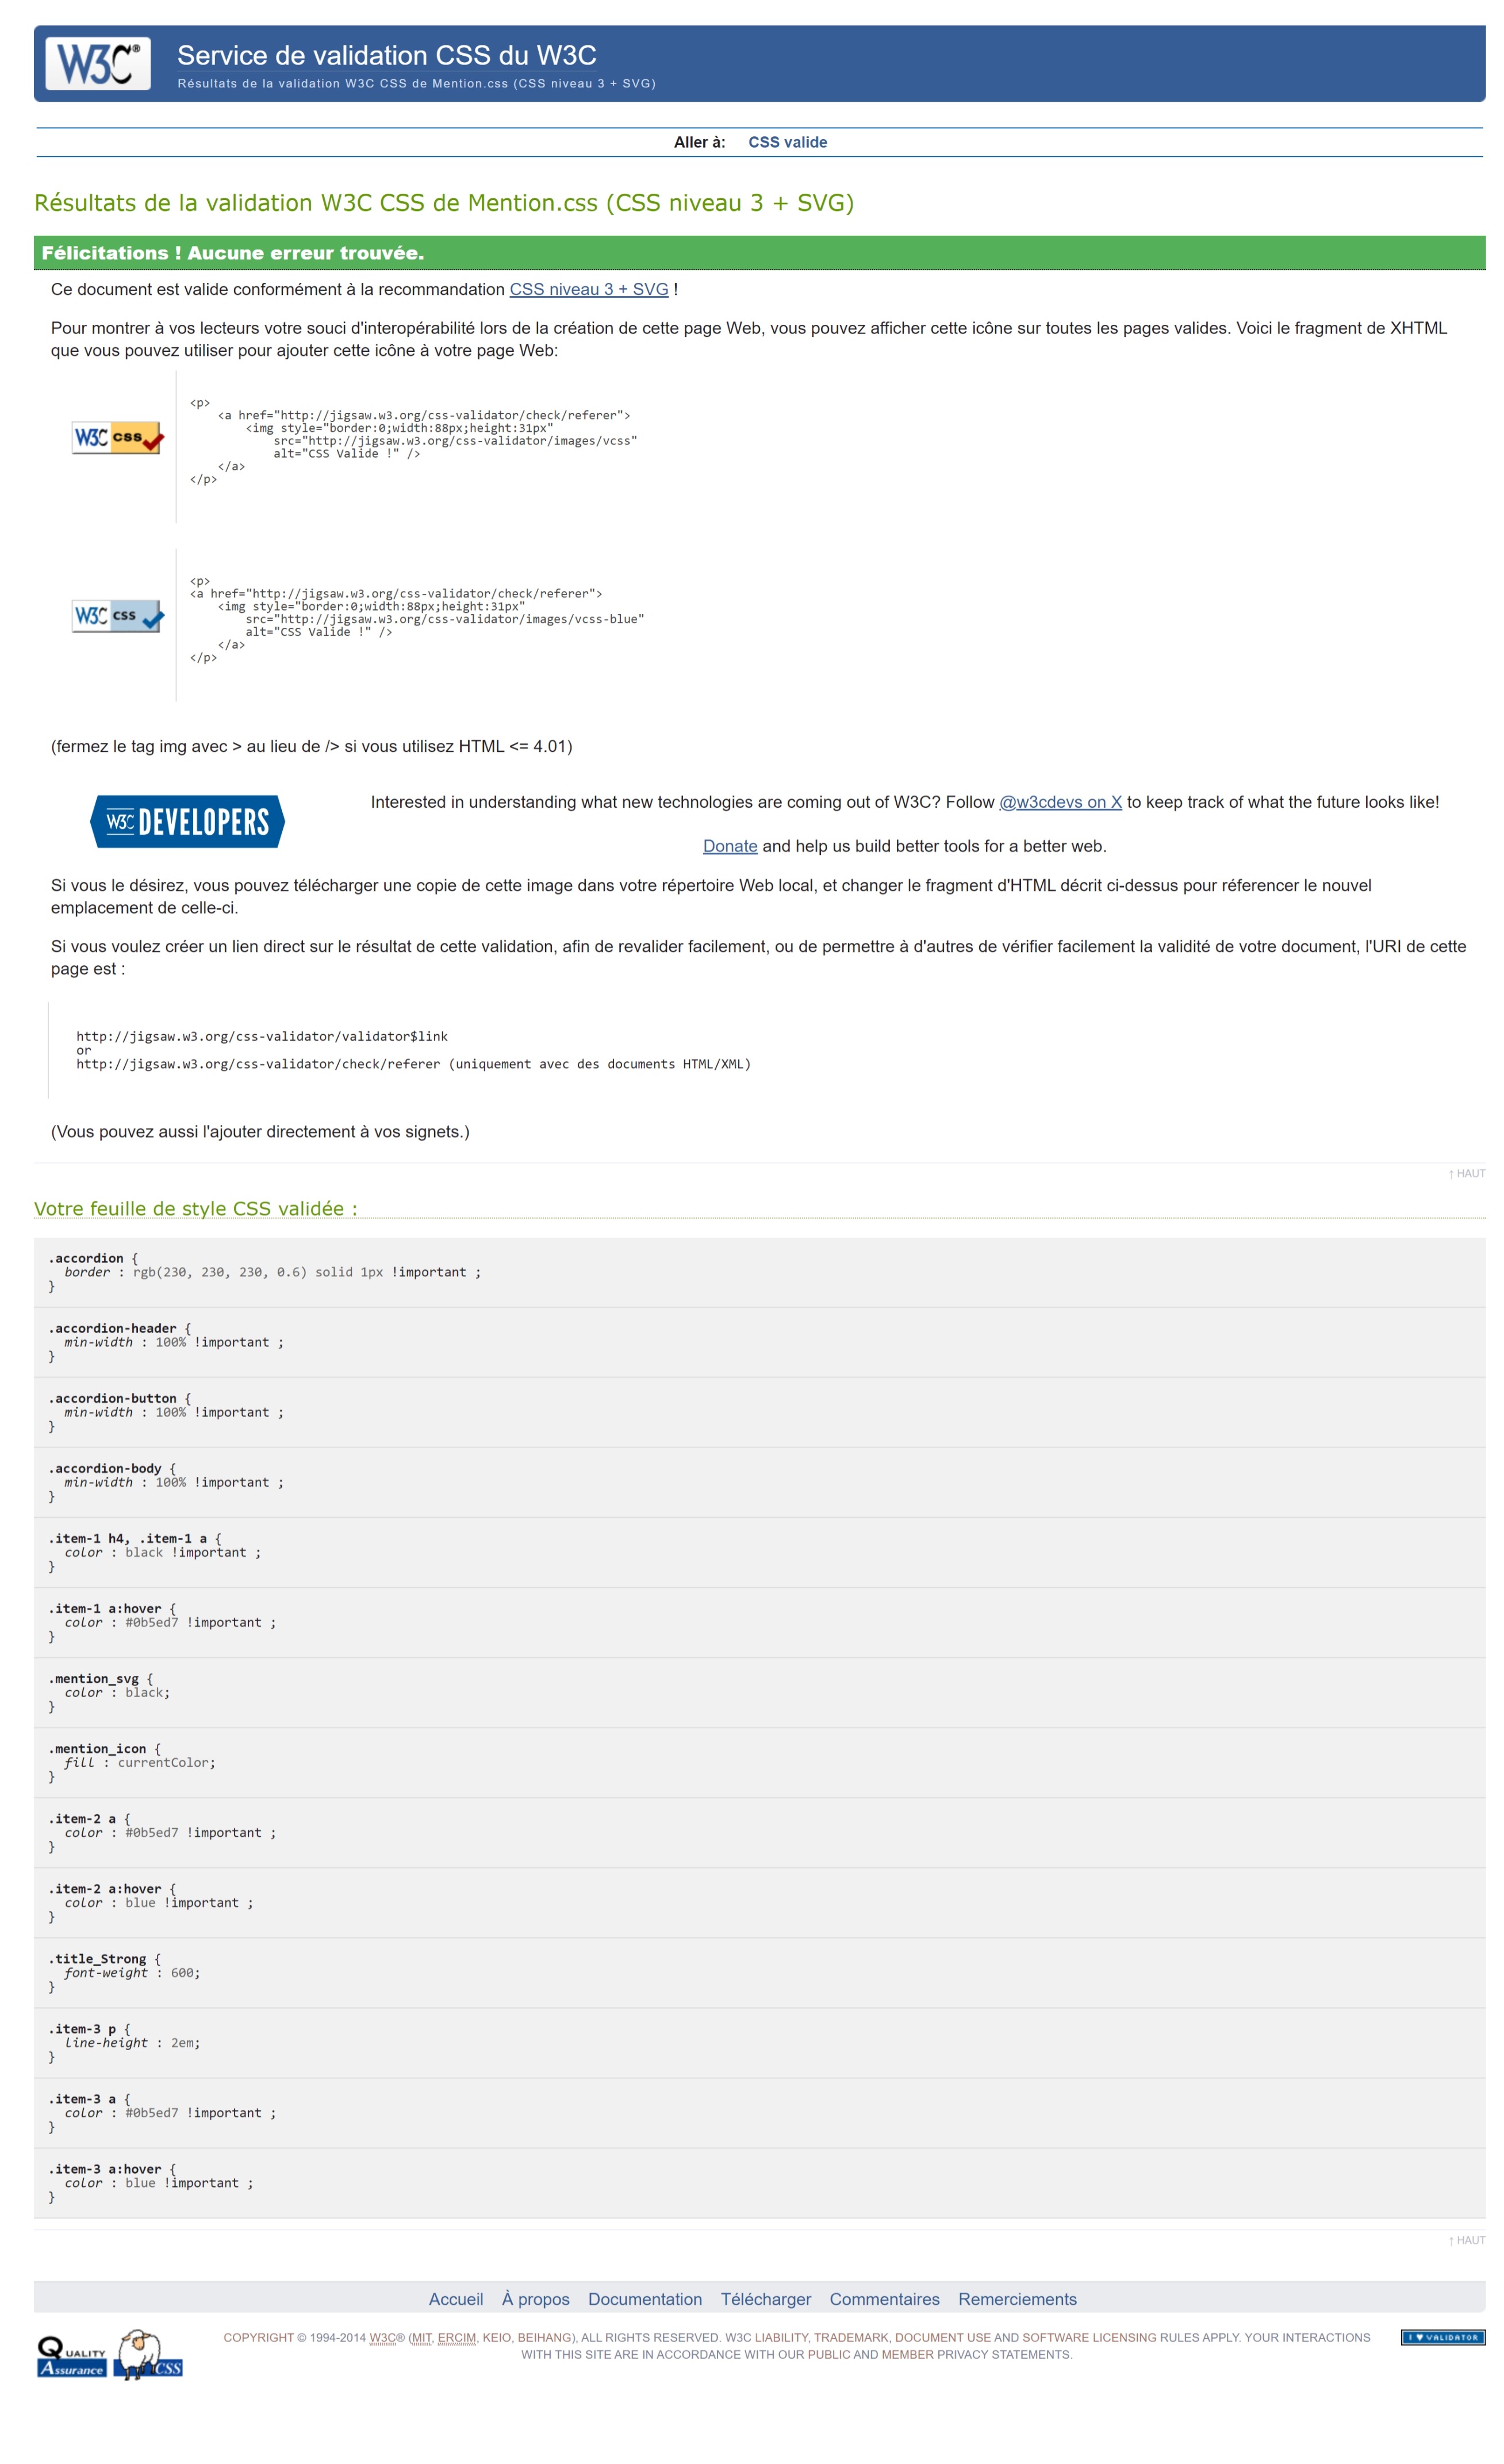 W3C®
Service de validation CSS du W3C
Résultats de la validation W3C CSS de Mention.css (CSS niveau 3 + SVG)
Aller à: CSS valide
Résultats de la validation W3C CSS de Mention.css (CSS niveau 3 + SVG)
Félicitations ! Aucune erreur trouvée.
Ce document est valide conformément à la recommandation CSS niveau 3 + SVG !
Pour montrer à vos lecteurs votre souci d'interopérabilité lors de la création de cette page Web, vous pouvez afficher cette icône sur toutes les pages valides. Voici le fragment de XHTML
que vous pouvez utiliser pour ajouter cette icône à votre page Web:
W3C css
<p>
    <a href="http://jigsaw.w3.org/css-validator/check/referer">
        <img style="border:0;width:88px;height:31px"
            src="http://jigsaw.w3.org/css-validator/images/vcss"
            alt="CSS Valide !" />
    </a>
</p>
W3C css
<p>
<a href="http://jigsaw.w3.org/css-validator/check/referer">
    <img style="border:0;width:88px;height:31px"
        src="http://jigsaw.w3.org/css-validator/images/vcss-blue"
        alt="CSS Valide !" />
    </a>
</p>
(fermez le tag img avec > au lieu de /> si vous utilisez HTML <= 4.01)
W3C DEVELOPERS
Interested in understanding what new technologies are coming out of W3C? Follow @w3cdevs on X to keep track of what the future looks like!
Donate and help us build better tools for a better web.
Si vous le désirez, vous pouvez télécharger une copie de cette image dans votre répertoire Web local, et changer le fragment d'HTML décrit ci-dessus pour réferencer le nouvel
emplacement de celle-ci.
Si vous voulez créer un lien direct sur le résultat de cette validation, afin de revalider facilement, ou de permettre à d'autres de vérifier facilement la validité de votre document, l'URI de cette
page est :
http://jigsaw.w3.org/css-validator/validator$link
or
http://jigsaw.w3.org/css-validator/check/referer (uniquement avec des documents HTML/XML)
(Vous pouvez aussi l'ajouter directement à vos signets.)
↑ HAUT
Votre feuille de style CSS validée :
.accordion {
  border : rgb(230, 230, 230, 0.6) solid 1px !important ;
}
.accordion-header {
  min-width : 100% !important ;
}
.accordion-button {
  min-width : 100% !important ;
}
.accordion-body {
  min-width : 100% !important ;
}
.item-1 h4, .item-1 a {
  color : black !important ;
}
.item-1 a:hover {
  color : #0b5ed7 !important ;
}
.mention_svg {
  color : black;
}
.mention_icon {
  fill : currentColor;
}
.item-2 a {
  color : #0b5ed7 !important ;
}
.item-2 a:hover {
  color : blue !important ;
}
.title_Strong {
  font-weight : 600;
}
.item-3 p {
  line-height : 2em;
}
.item-3 a {
  color : #0b5ed7 !important ;
}
.item-3 a:hover {
  color : blue !important ;
}
↑ HAUT
Accueil À propos Documentation Télécharger Commentaires Remerciements
QUALITY
Assurance CSS
COPYRIGHT © 1994-2014 W3C® (MIT, ERCIM, KEIO, BEIHANG), ALL RIGHTS RESERVED. W3C LIABILITY, TRADEMARK, DOCUMENT USE AND SOFTWARE LICENSING RULES APPLY. YOUR INTERACTIONS
WITH THIS SITE ARE IN ACCORDANCE WITH OUR PUBLIC AND MEMBER PRIVACY STATEMENTS.
I ♥ VALIDATOR